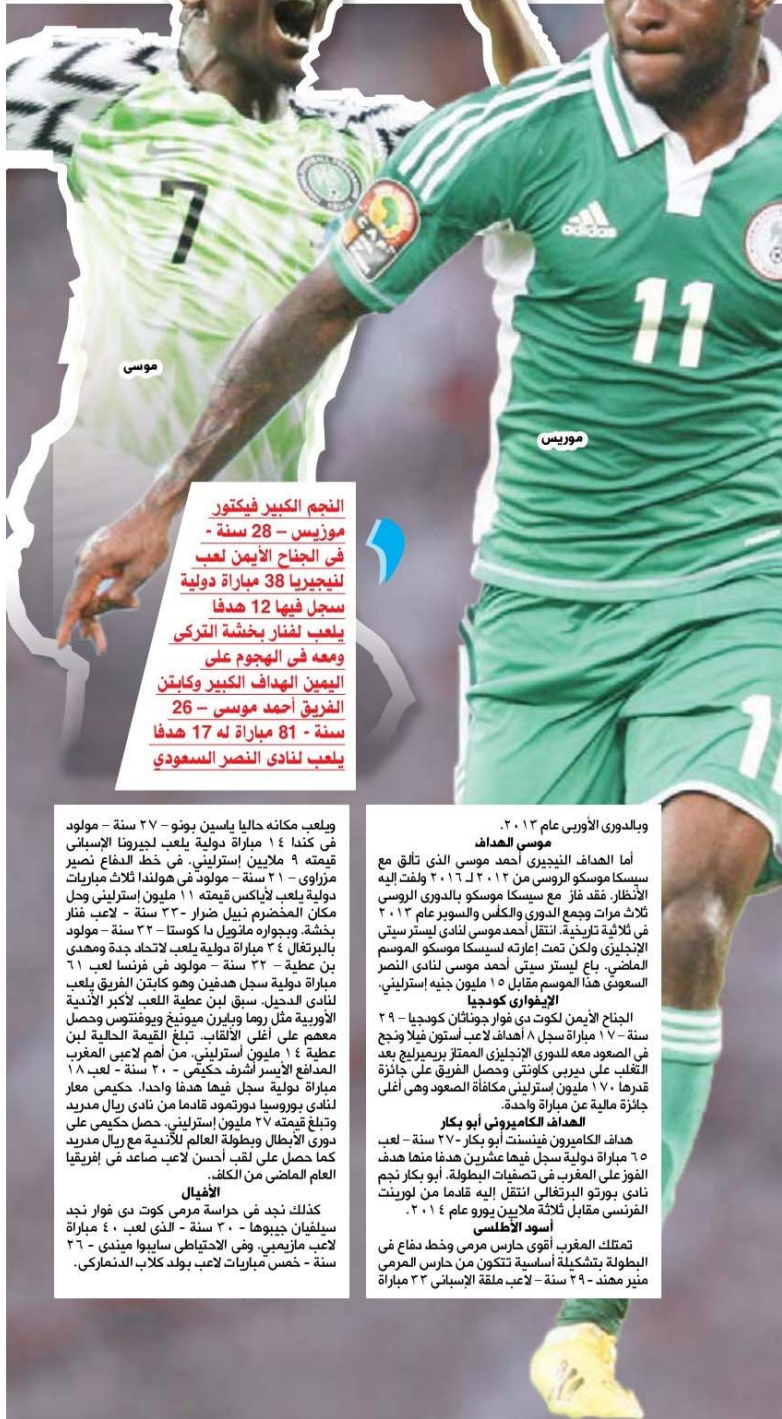 7
CAF
adidas
11
1
موسى
موريس
النجم الكبير فيكتور
موزيس – 28 سنة -
فى الجناح الأيمن لعب
لنيجيريا 38 مباراة دولية
سجل فيها 12 هدفا
يلعب لفنار بخشة التركى
ومعه فى الهجوم على
اليمين الهداف الكبير وكابتن
الفريق أحمد موسى – 26
سنة - 81 مباراة له 17 هدفا
يلعب لنادى النصر السعودي
وبالدورى الأوربى عام ٢٠١٣.
موسى الهداف
أما الهداف النيجيرى أحمد موسى الذى تألق مع
سيسكا موسكو الروسى من ٢٠١٢ لـ ٢٠١٦ ولفت إليه
الأنظار. فقد فاز مع سيسكا موسكو بالدورى الروسى
ثلاث مرات وجمع الدورى والكأس والسوبر عام ٢٠١٣
فى ثلاثية تاريخية. انتقل أحمد موسى لنادى ليستر سيتى
الإنجليزى ولكن تمت إعارته لسيسكا موسكو الموسم
الماضي. باع ليستر سيتى أحمد موسى لنادى النصر
السعودى هذا الموسم مقابل ١٥ مليون جنيه إسترليني.
الإيفوارى كودجيا
الجناح الأيمن لكوت دى فوار جوناثان كودجيا – ٢٩
سنة – ١٧ مباراة سجل ٨ أهداف لاعب أستون فيلا ونجح
فى الصعود معه للدورى الإنجليزى الممتاز بريميرليج بعد
التغلب على ديربى كاونتى وحصل الفريق على جائزة
قدرها ١٧٠ مليون إسترلينى مكافأة الصعود وهى أغلى
جائزة مالية عن مباراة واحدة.
الهداف الكاميرونى أبو بكار
هداف الكاميرون فينسنت أبو بكار -٢٧ سنة – لعب
٦٥ مباراة دولية سجل فيها عشرين هدفا منها هدف
الفوز على المغرب فى تصفيات البطولة. أبو بكار نجم
نادى بورتو البرتغالى انتقل إليه قادما من لورينت
الفرنسى مقابل ثلاثة ملايين يورو عام ٢٠١٤.
أسود الأطلسى
تمتلك المغرب أقوى حارس مرمى وخط دفاع فى
البطولة بتشكيلة أساسية تتكون من حارس المرمى
منير مهند -٢٩ سنة – لاعب ملقة الإسبانى ٣٣ مباراة
ويلعب مكانه حاليا ياسين بونو – ٢٧ سنة – مولود
فى كندا ١٤ مباراة دولية يلعب لجيرونا الإسبانى
قيمته ٩ ملايين إسترليني. فى خط الدفاع نصير
مزراوى – ٢١ سنة – مولود فى هولندا ثلاث مباريات
دولية يلعب لأياكس قيمته ١١ مليون إسترلينى وحل
مكان المخضرم نبيل ضرار -٣٣ سنة - لاعب فنار
بخشة. وبجواره مانويل دا كوستا – ٣٢ سنة – مولود
بالبرتغال ٣٤ مباراة دولية يلعب لاتحاد جدة ومهدى
بن عطية – ٣٢ سنة – مولود فى فرنسا لعب ٦١
مباراة دولية سجل هدفين وهو كابتن الفريق يلعب
لنادى الدحيل. سبق لبن عطية اللعب لأكبر الأندية
الأوربية مثل روما وبايرن ميونيخ ويوفنتوس وحصل
معهم على أغلى الألقاب. تبلغ القيمة الحالية لبن
عطية ١٤ مليون أسترليني. من أهم لاعبى المغرب
المدافع الأيسر أشرف حكيمى - ٢٠ سنة - لعب ١٨
مباراة دولية سجل فيها هدفا واحدا. حكيمى معار
لنادى بوروسيا دورتمود قادما من نادى ريال مدريد
وتبلغ قيمته ٢٧ مليون إسترليني. حصل حكيمى على
دورى الأبطال وبطولة العالم للأندية مع ريال مدريد
كما حصل على لقب أحسن لاعب صاعد فى إفريقيا
العام الماضى من الكاف.
الأفيال
كذلك نجد فى حراسة مرمى كوت دى فوار نجد
سيلفيان جيبوها - ٣٠ سنة - الذى لعب ٤٠ مباراة
لاعب مازيمبي. وفى الاحتياطى سايبوا ميندى - ٢٦
سنة - خمس مباريات لاعب بولد كلاب الدنماركى.